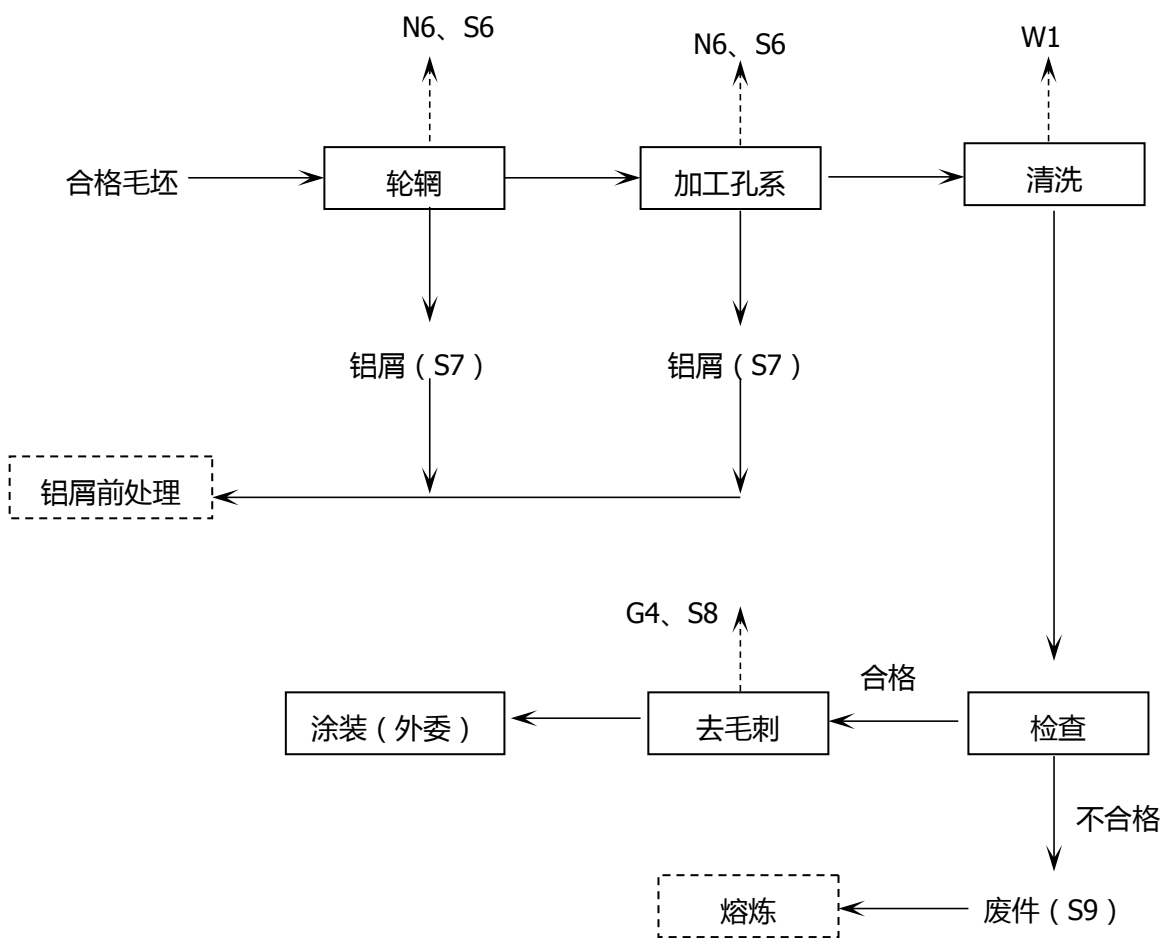 N6、S6
N6、S6
W1
合格毛坯
轮辋
加工孔系
清洗
铝屑（S7）
铝屑（S7）
铝屑前处理
G4、S8
合格
涂装（外委）
去毛刺
检查
不合格
熔炼
废件（S9）